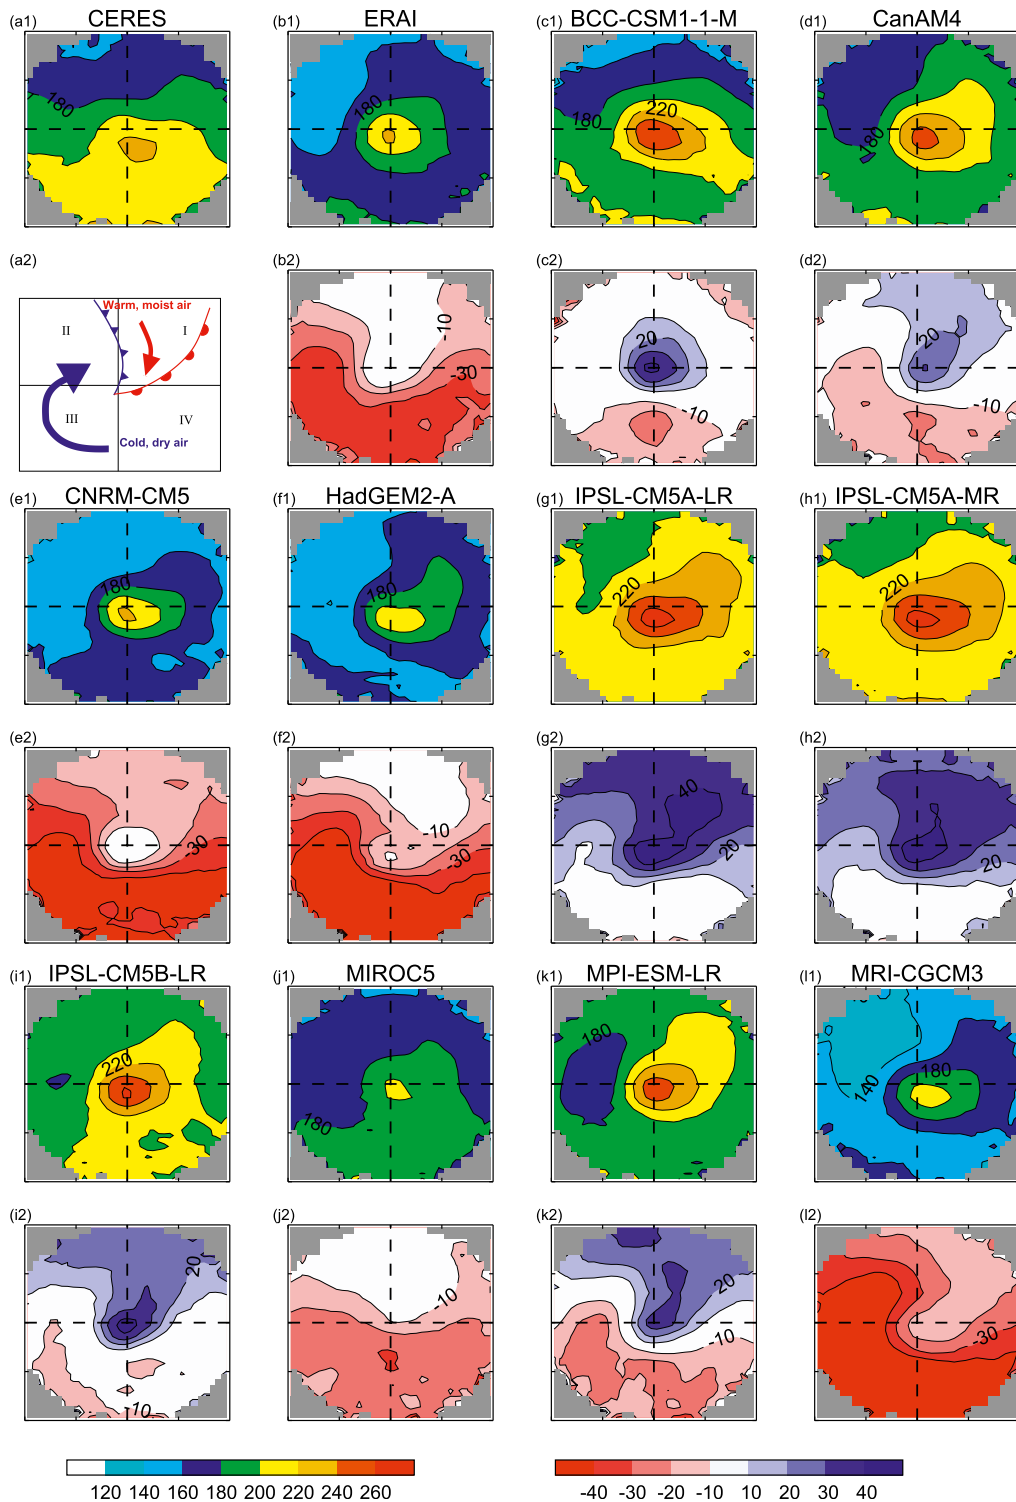 (a1) CERES
(b1) ERAI
(c1) BCC-CSM1-1-M
(d1) CanAM4
180
180
220
180
180
(a2)
(b2)
(c2)
(d2)
Warm, moist air
II
I
III
IV
Cold, dry air
-10
-30
20
-10
20
-10
(e1) CNRM-CM5
(f1) HadGEM2-A
(g1) IPSL-CM5A-LR
(h1) IPSL-CM5A-MR
180
180
220
220
(e2)
(f2)
(g2)
(h2)
-30
-10
-30
40
20
20
(i1) IPSL-CM5B-LR
(j1) MIROC5
(k1) MPI-ESM-LR
(l1) MRI-CGCM3
220
180
180
180
140
(i2)
(j2)
(k2)
(l2)
20
-10
-10
20
-10
-30
120 140 160 180 200 220 240 260
-40 -30 -20 -10 10 20 30 40